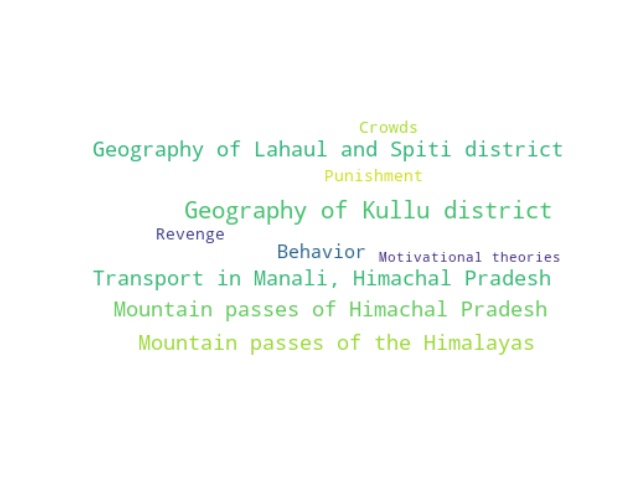 Crowds
Geography of Lahaul and Spiti district
Punishment
Geography of Kullu district
Revenge
Behavior
Motivational theories
Transport in Manali, Himachal Pradesh
Mountain passes of Himachal Pradesh
Mountain passes of the Himalayas